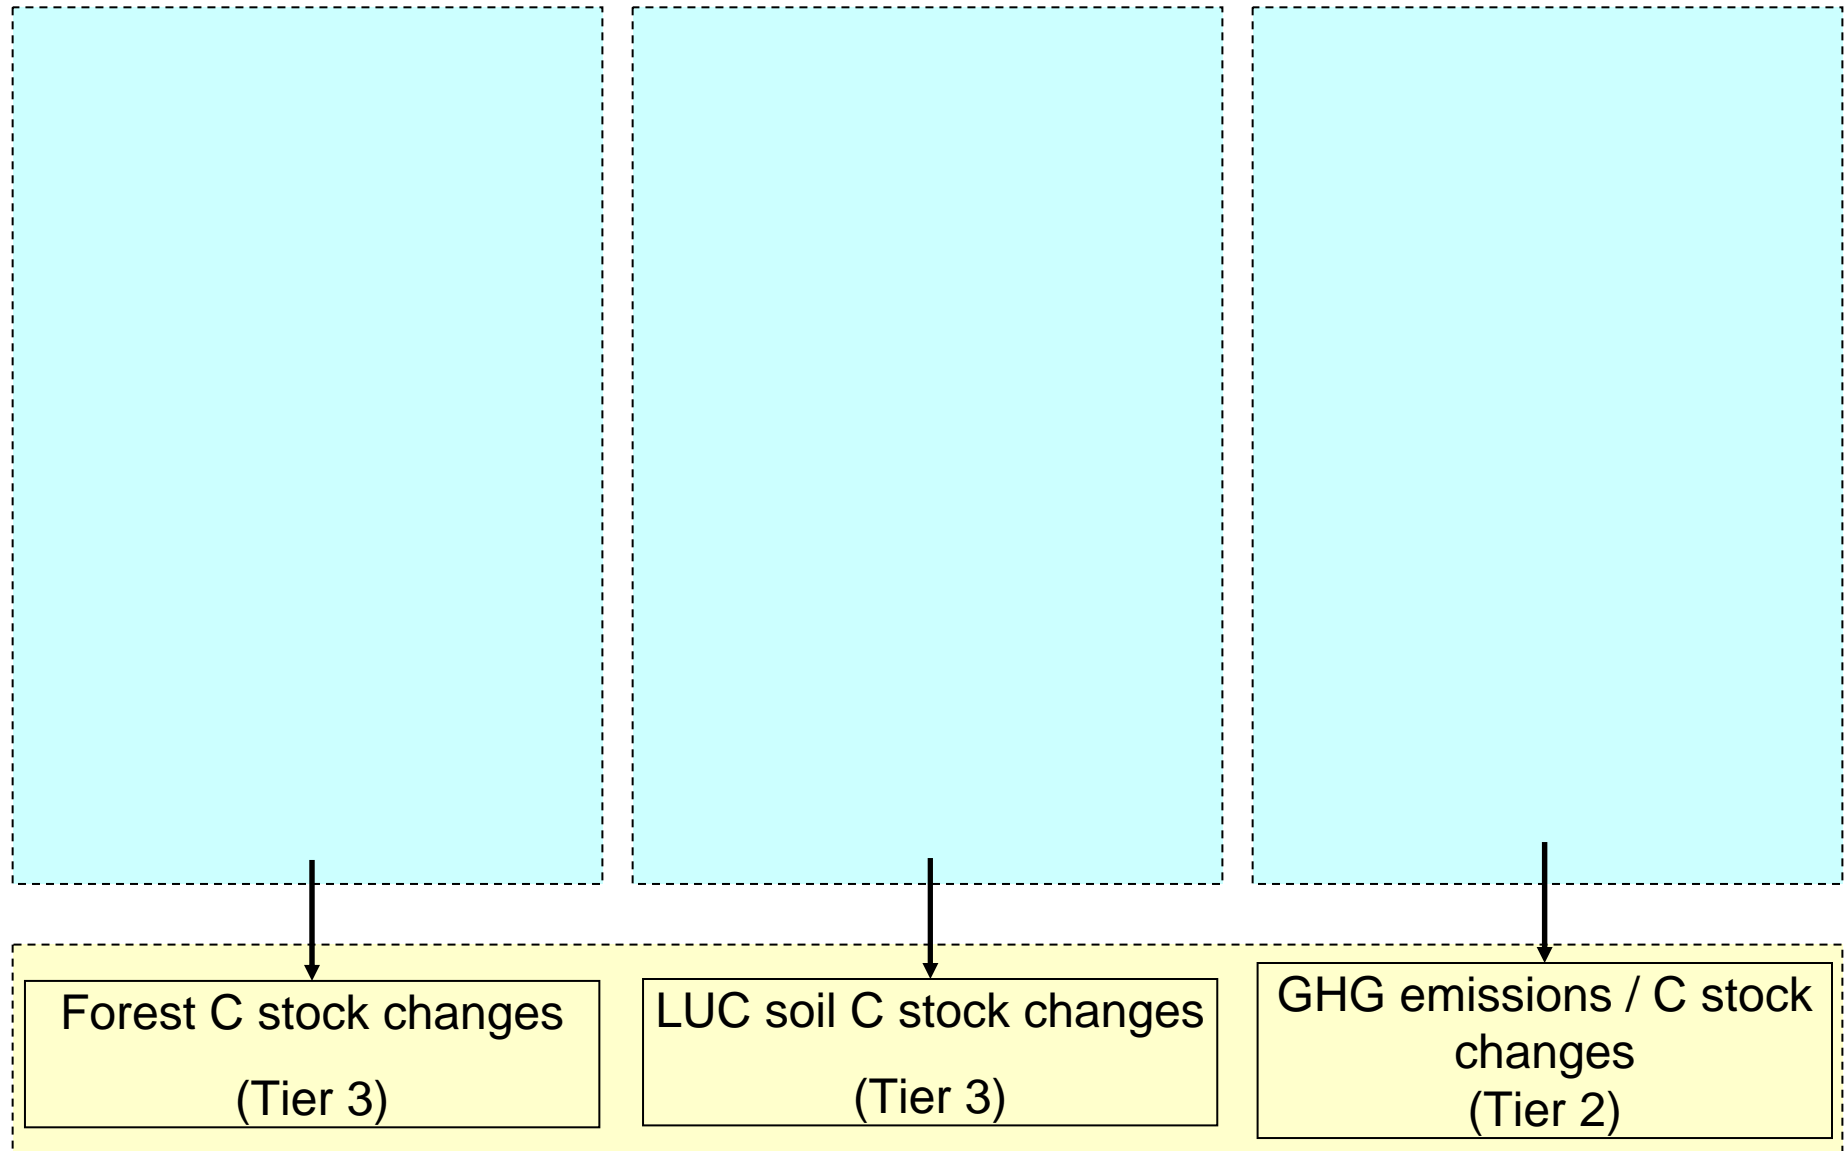 Forest C stock changes
(Tier 3)
LUC soil C stock changes
(Tier 3)
GHG emissions / C stock
changes
(Tier 2)